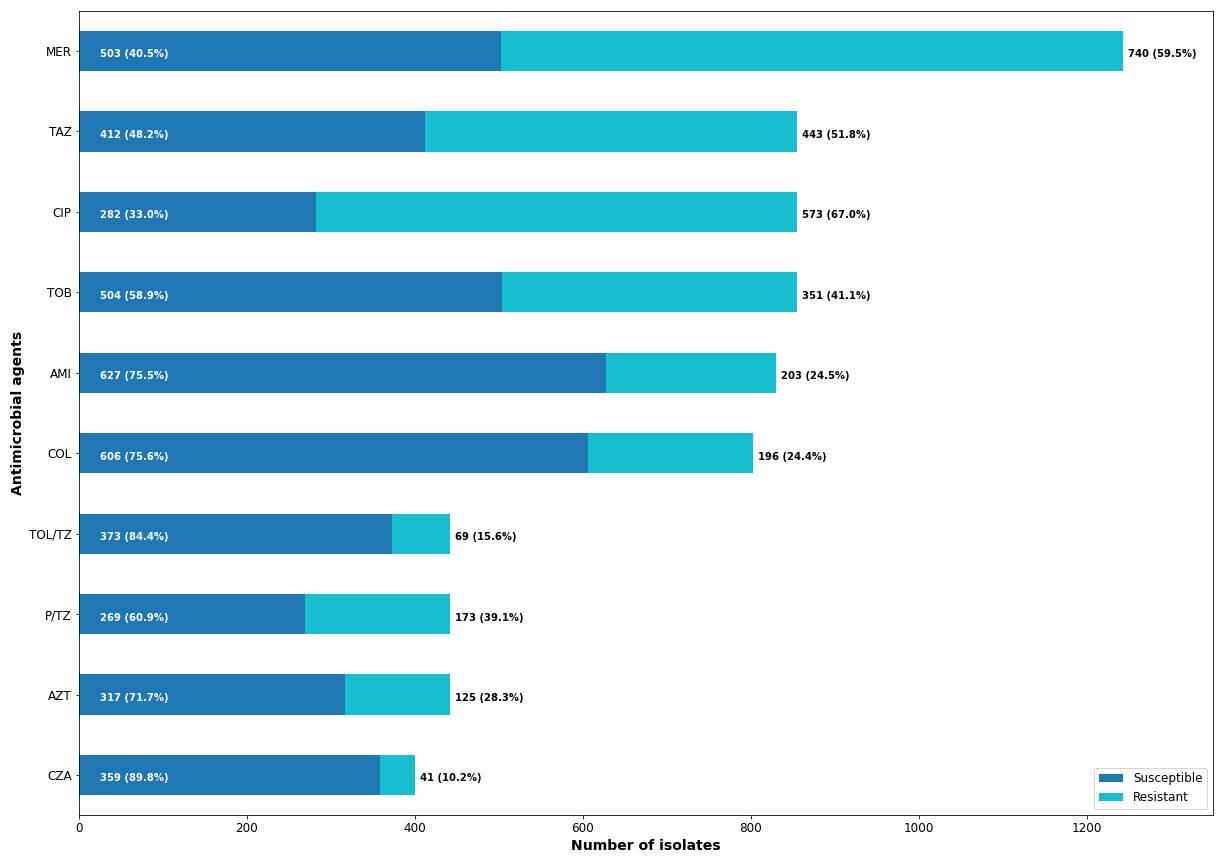 MER 503 (40.5%) 740 (59.5%)
TAZ 412 (48.2%) 443 (51.8%)
CIP 282 (33.0%) 573 (67.0%)
TOB 504 (58.9%) 351 (41.1%)
AMI 627 (75.5%) 203 (24.5%)
COL 606 (75.6%) 196 (24.4%)
TOL/TZ 373 (84.4%) 69 (15.6%)
P/TZ 269 (60.9%) 173 (39.1%)
AZT 317 (71.7%) 125 (28.3%)
CZA 359 (89.8%) 41 (10.2%)
Antimicrobial agents
Susceptible
Resistant
0 200 400 600 800 1000 1200
Number of isolates